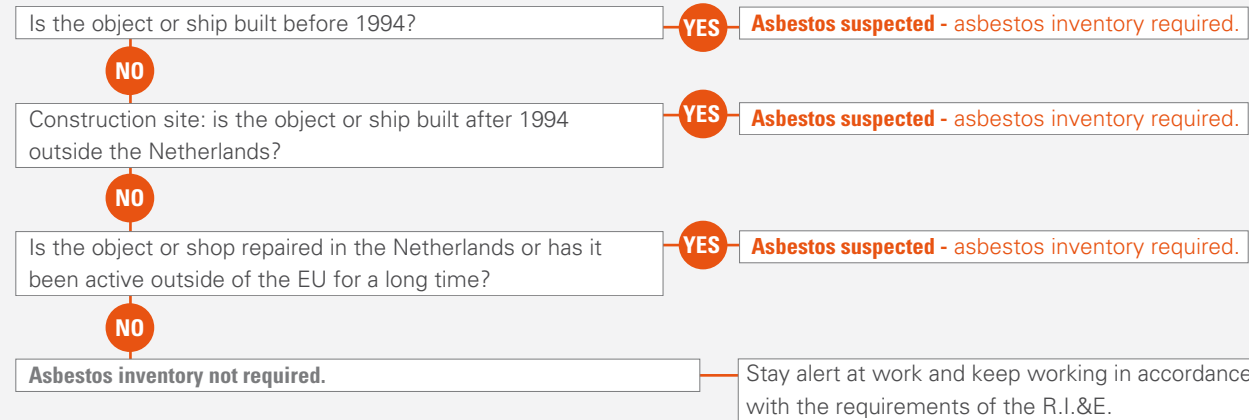 Is the object or ship built before 1994?
YES
Asbestos suspected - asbestos inventory required.
NO
Construction site: is the object or ship built after 1994
outside the Netherlands?
YES
Asbestos suspected - asbestos inventory required.
NO
Is the object or shop repaired in the Netherlands or has it
been active outside of the EU for a long time?
YES
Asbestos suspected - asbestos inventory required.
NO
Asbestos inventory not required.
Stay alert at work and keep working in accordance
with the requirements of the R.I.&E.